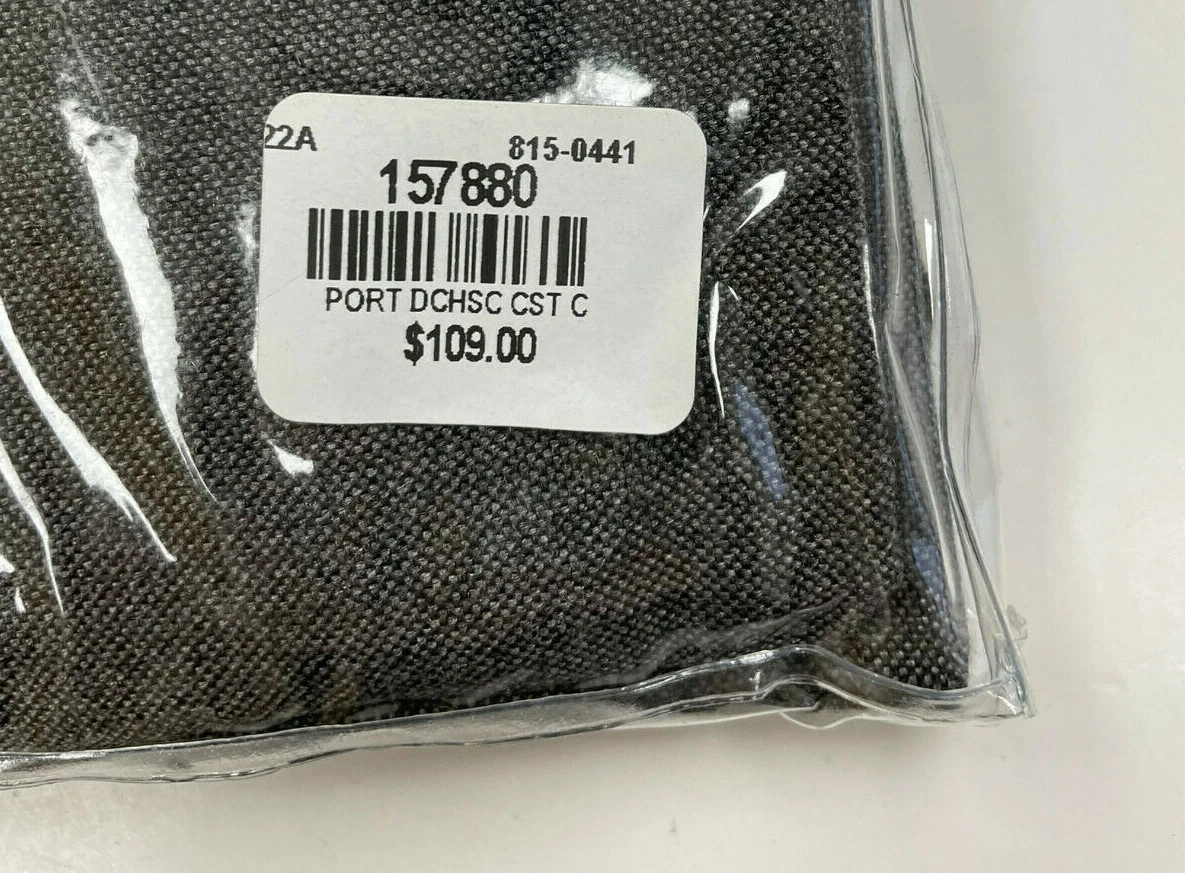 22A 815-0441
157880
PORT DCHSC CST C
$109.00